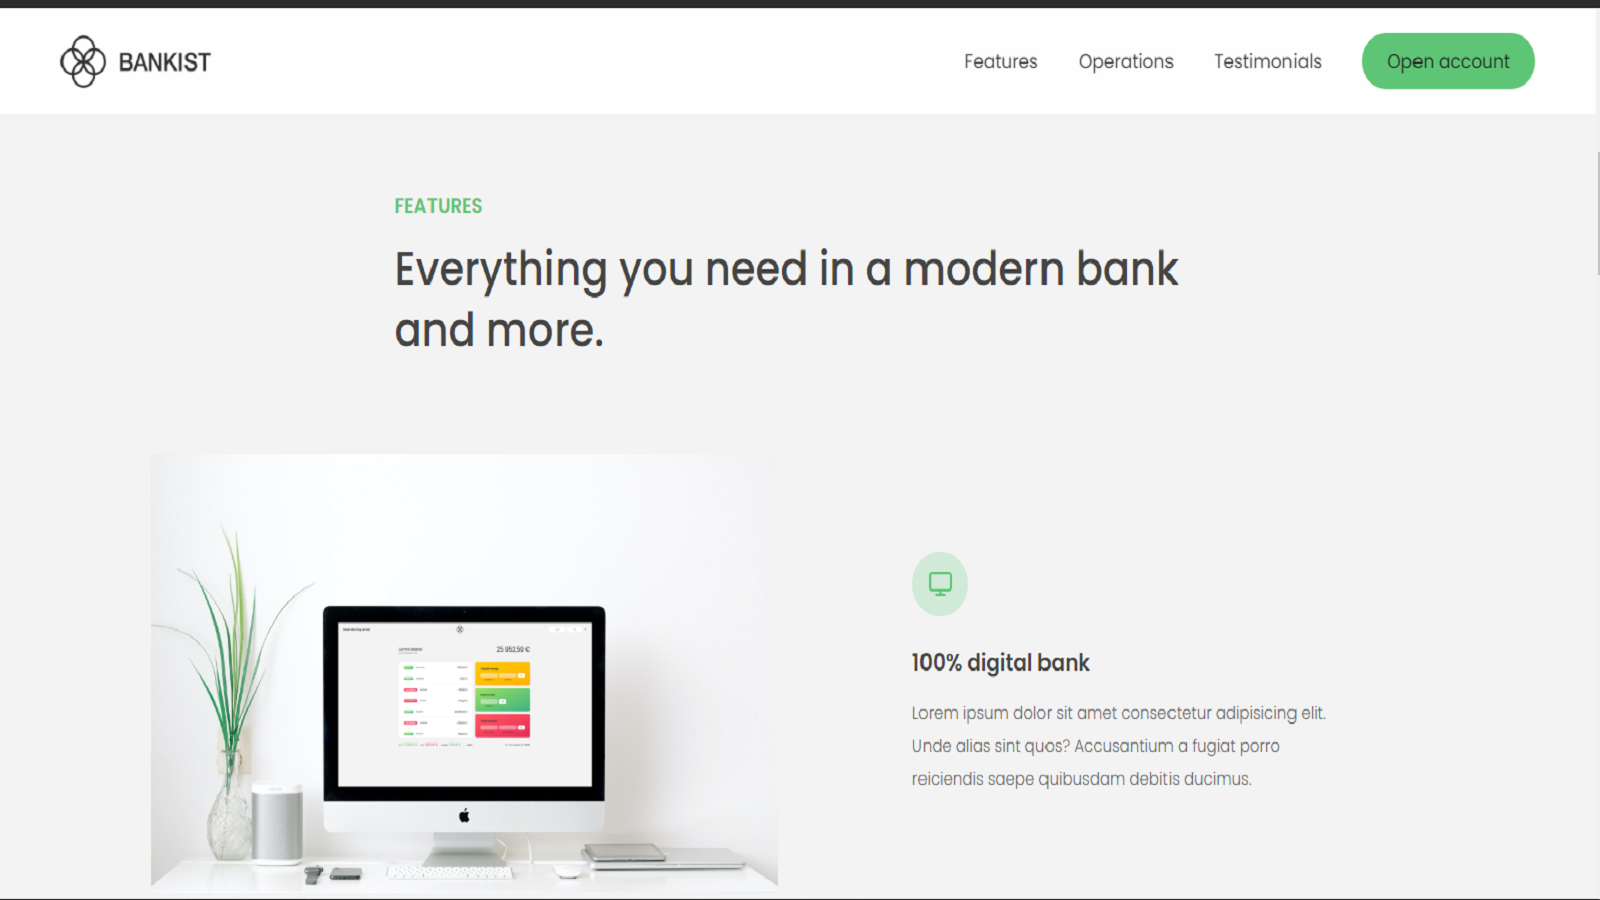 BANKIST
Features
Operations
Testimonials
Open account
FEATURES
Everything you need in a modern bank
and more.
25 952,59 €
100% digital bank
Lorem ipsum dolor sit amet consectetur adipisicing elit.
Unde alias sint quos? Accusantium a fugiat porro
reiciendis saepe quibusdam debitis ducimus.